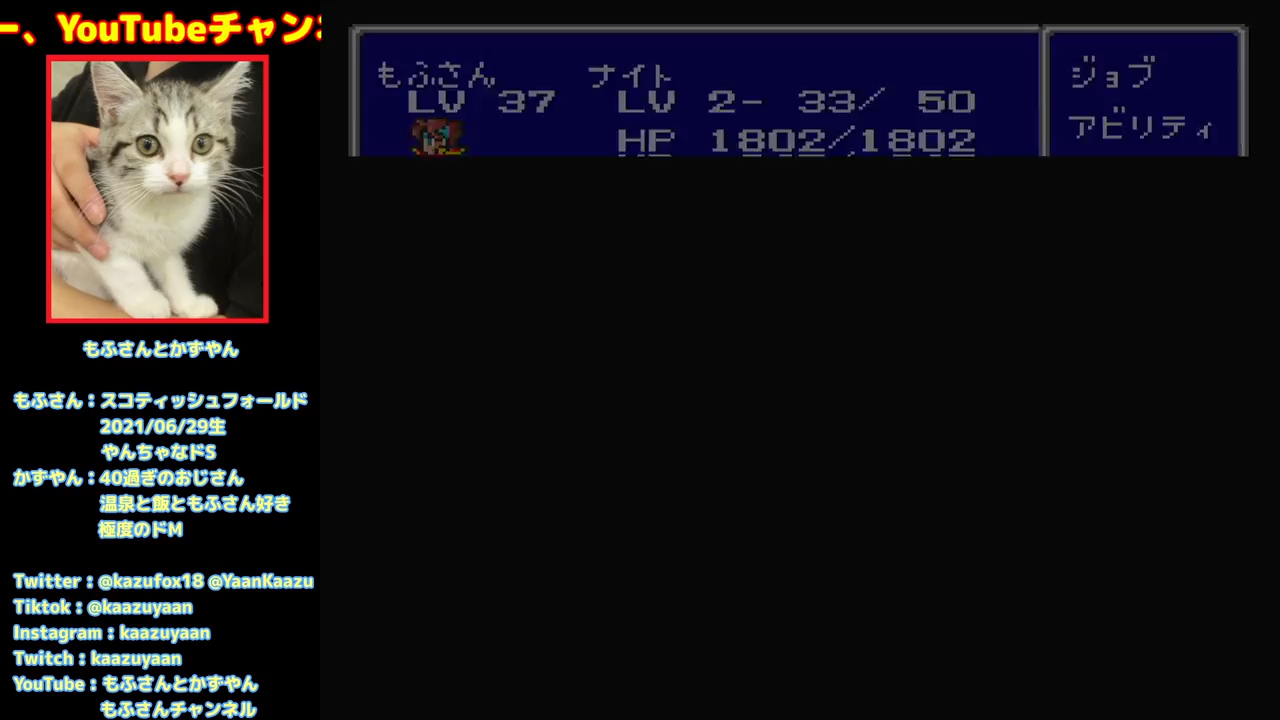 ー、YouTubeチャン
もふさんとかずやん
もふさん：スコティッシュフォールド
2021/06/29生
やんちゃなドS
かずやん：40過ぎのおじさん
温泉と飯ともふさん好き
極度のドM
Twitter：@kazufox18 @YaanKaazu
Tiktok：@kaazuyaan
Instagram：kaazuyaan
Twitch：kaazuyaan
YouTube：もふさんとかずやん
もふさんチャンネル
もふさん ナイト
LV 37 LV 2- 33/ 50
HP 1802/1802
ジョブ
アビリティ